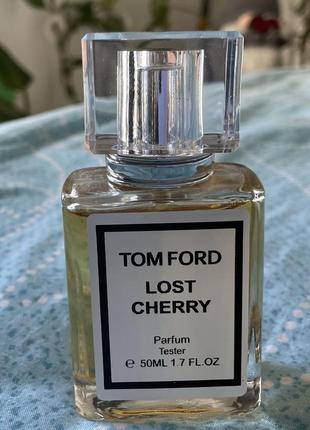 TOM FORD
LOST
CHERRY
Parfum
Tester
e 50ML 1.7 FL.OZ